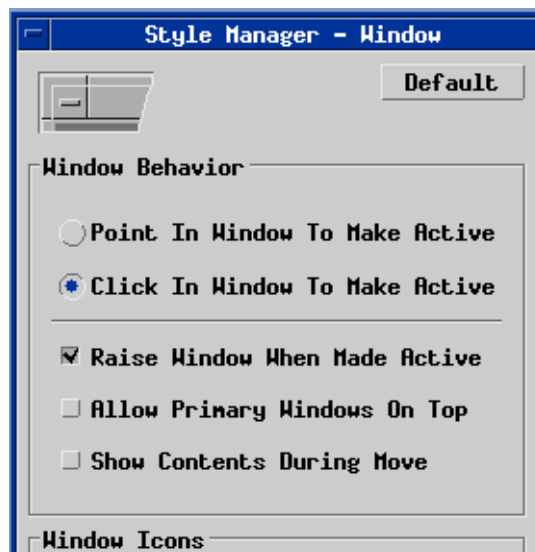 Style Manager - Window
Default
Window Behavior
Point In Window To Make Active
Click In Window To Make Active
Raise Window When Made Active
Allow Primary Windows On Top
Show Contents During Move
Window Icons